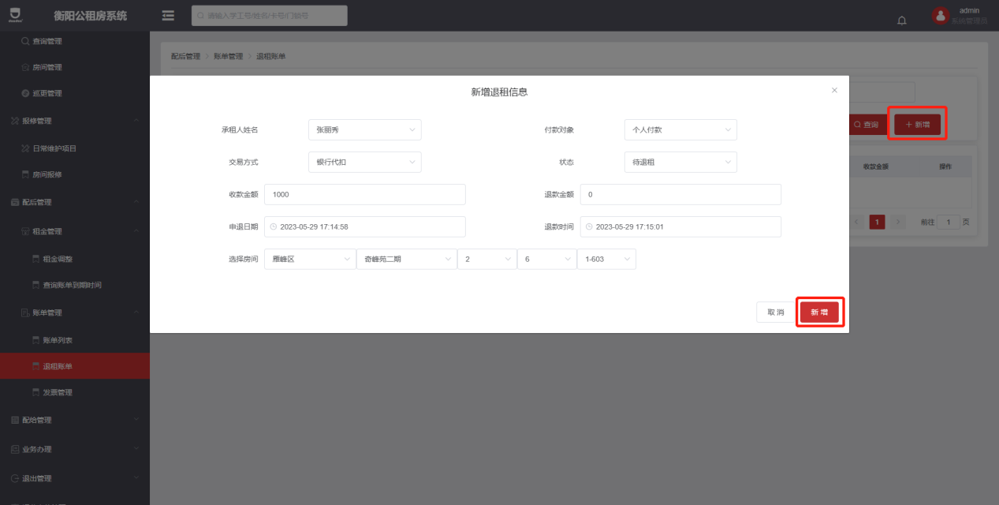 衡阳公租房系统
请输入学工号/姓名/卡号/门锁号
admin
系统管理员
查询管理
房间管理
巡更管理
报修管理
日常维护项目
房间报修
配后管理
租金管理
租金调整
查询账单到期时间
账单管理
账单列表
退租账单
发票管理
配给管理
业务办理
退出管理
配后管理 > 账单管理 > 退租账单
查询
+ 新增
收款金额 操作
1 前往 1 页
新增退租信息
承租人姓名 张丽秀 付款对象 个人付款
交易方式 银行代扣 状态 待退租
收款金额 1000 退款金额 0
申退日期 2023-05-29 17:14:58 退款时间 2023-05-29 17:15:01
选择房间 雁峰区 奇峰苑二期 2 6 1-603
取 消 新 增